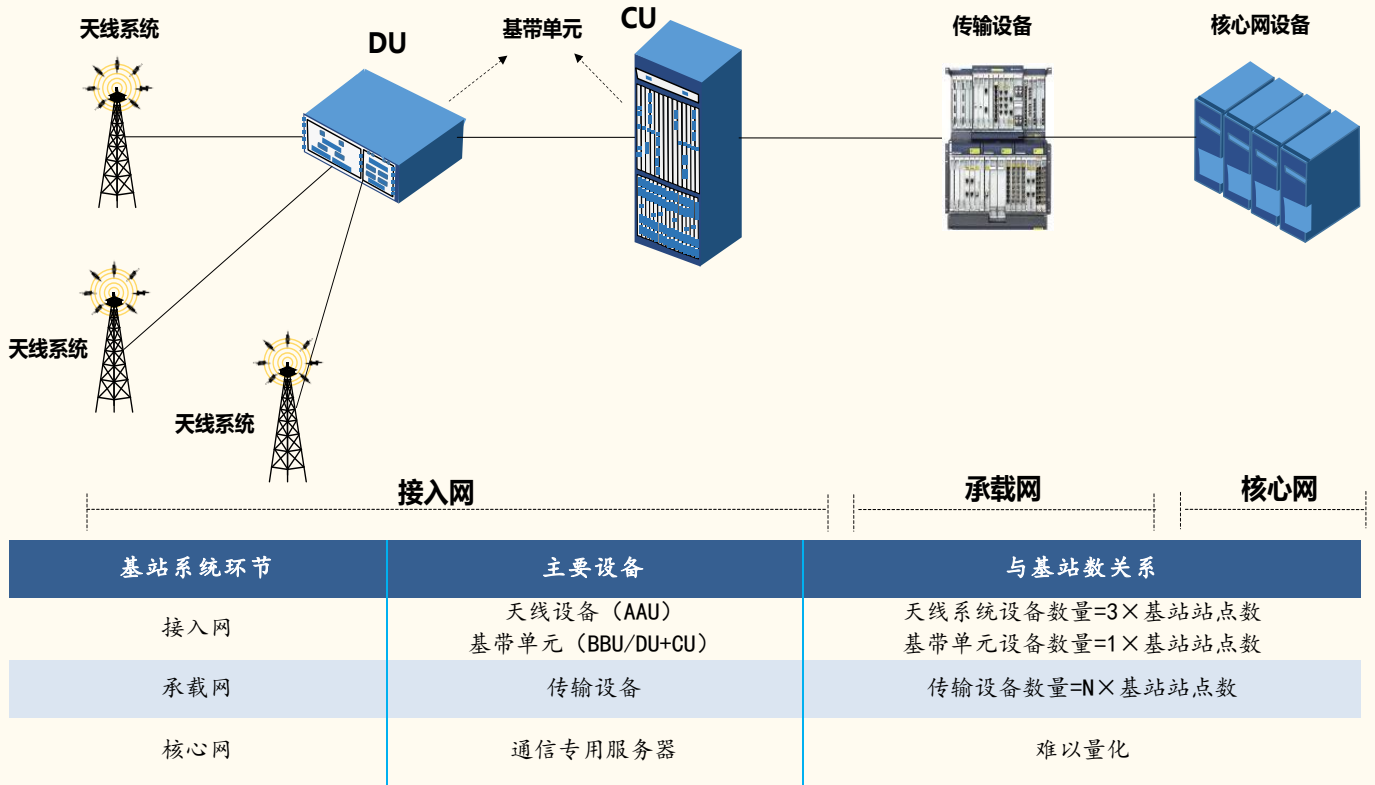 天线系统
DU
基带单元
CU
传输设备
核心网设备
天线系统
天线系统
接入网
承载网
核心网
基站系统环节
主要设备
与基站数关系
接入网
天线设备（AAU）
基带单元（BBU/DU+CU）
天线系统设备数量=3×基站站点数
基带单元设备数量=1×基站站点数
承载网
传输设备
传输设备数量=N×基站站点数
核心网
通信专用服务器
难以量化